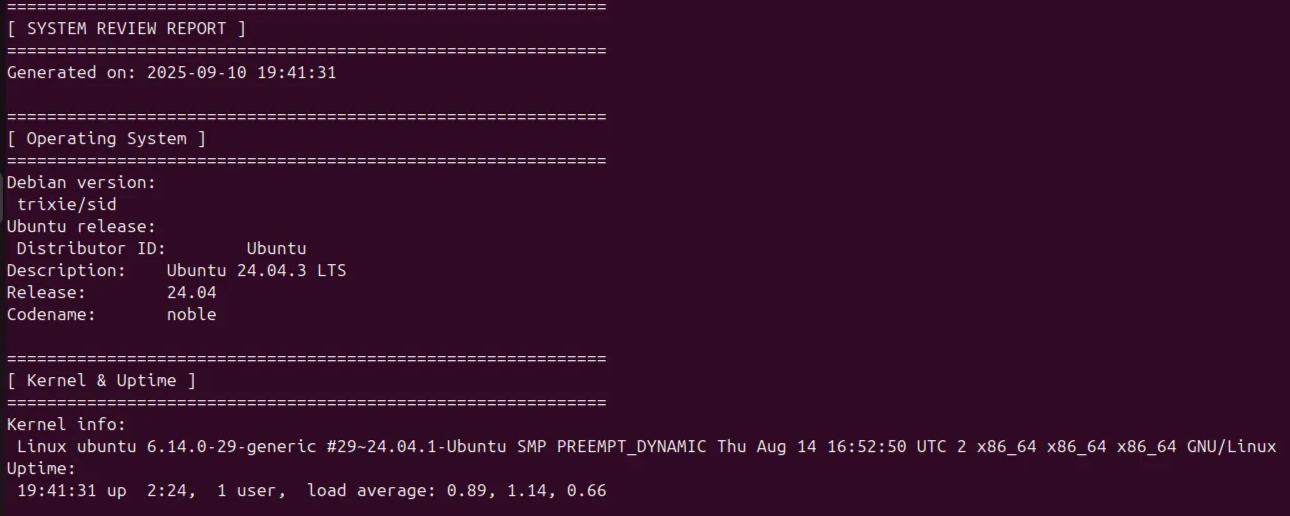 ============================================================
[ SYSTEM REVIEW REPORT ]
============================================================
Generated on: 2025-09-10 19:41:31
============================================================
[ Operating System ]
============================================================
Debian version:
 trixie/sid
Ubuntu release:
 Distributor ID:        Ubuntu
Description:    Ubuntu 24.04.3 LTS
Release:        24.04
Codename:       noble
============================================================
[ Kernel & Uptime ]
============================================================
Kernel info:
 Linux ubuntu 6.14.0-29-generic #29~24.04.1-Ubuntu SMP PREEMPT_DYNAMIC Thu Aug 14 16:52:50 UTC 2 x86_64 x86_64 x86_64 GNU/Linux
Uptime:
 19:41:31 up  2:24,  1 user,  load average: 0.89, 1.14, 0.66